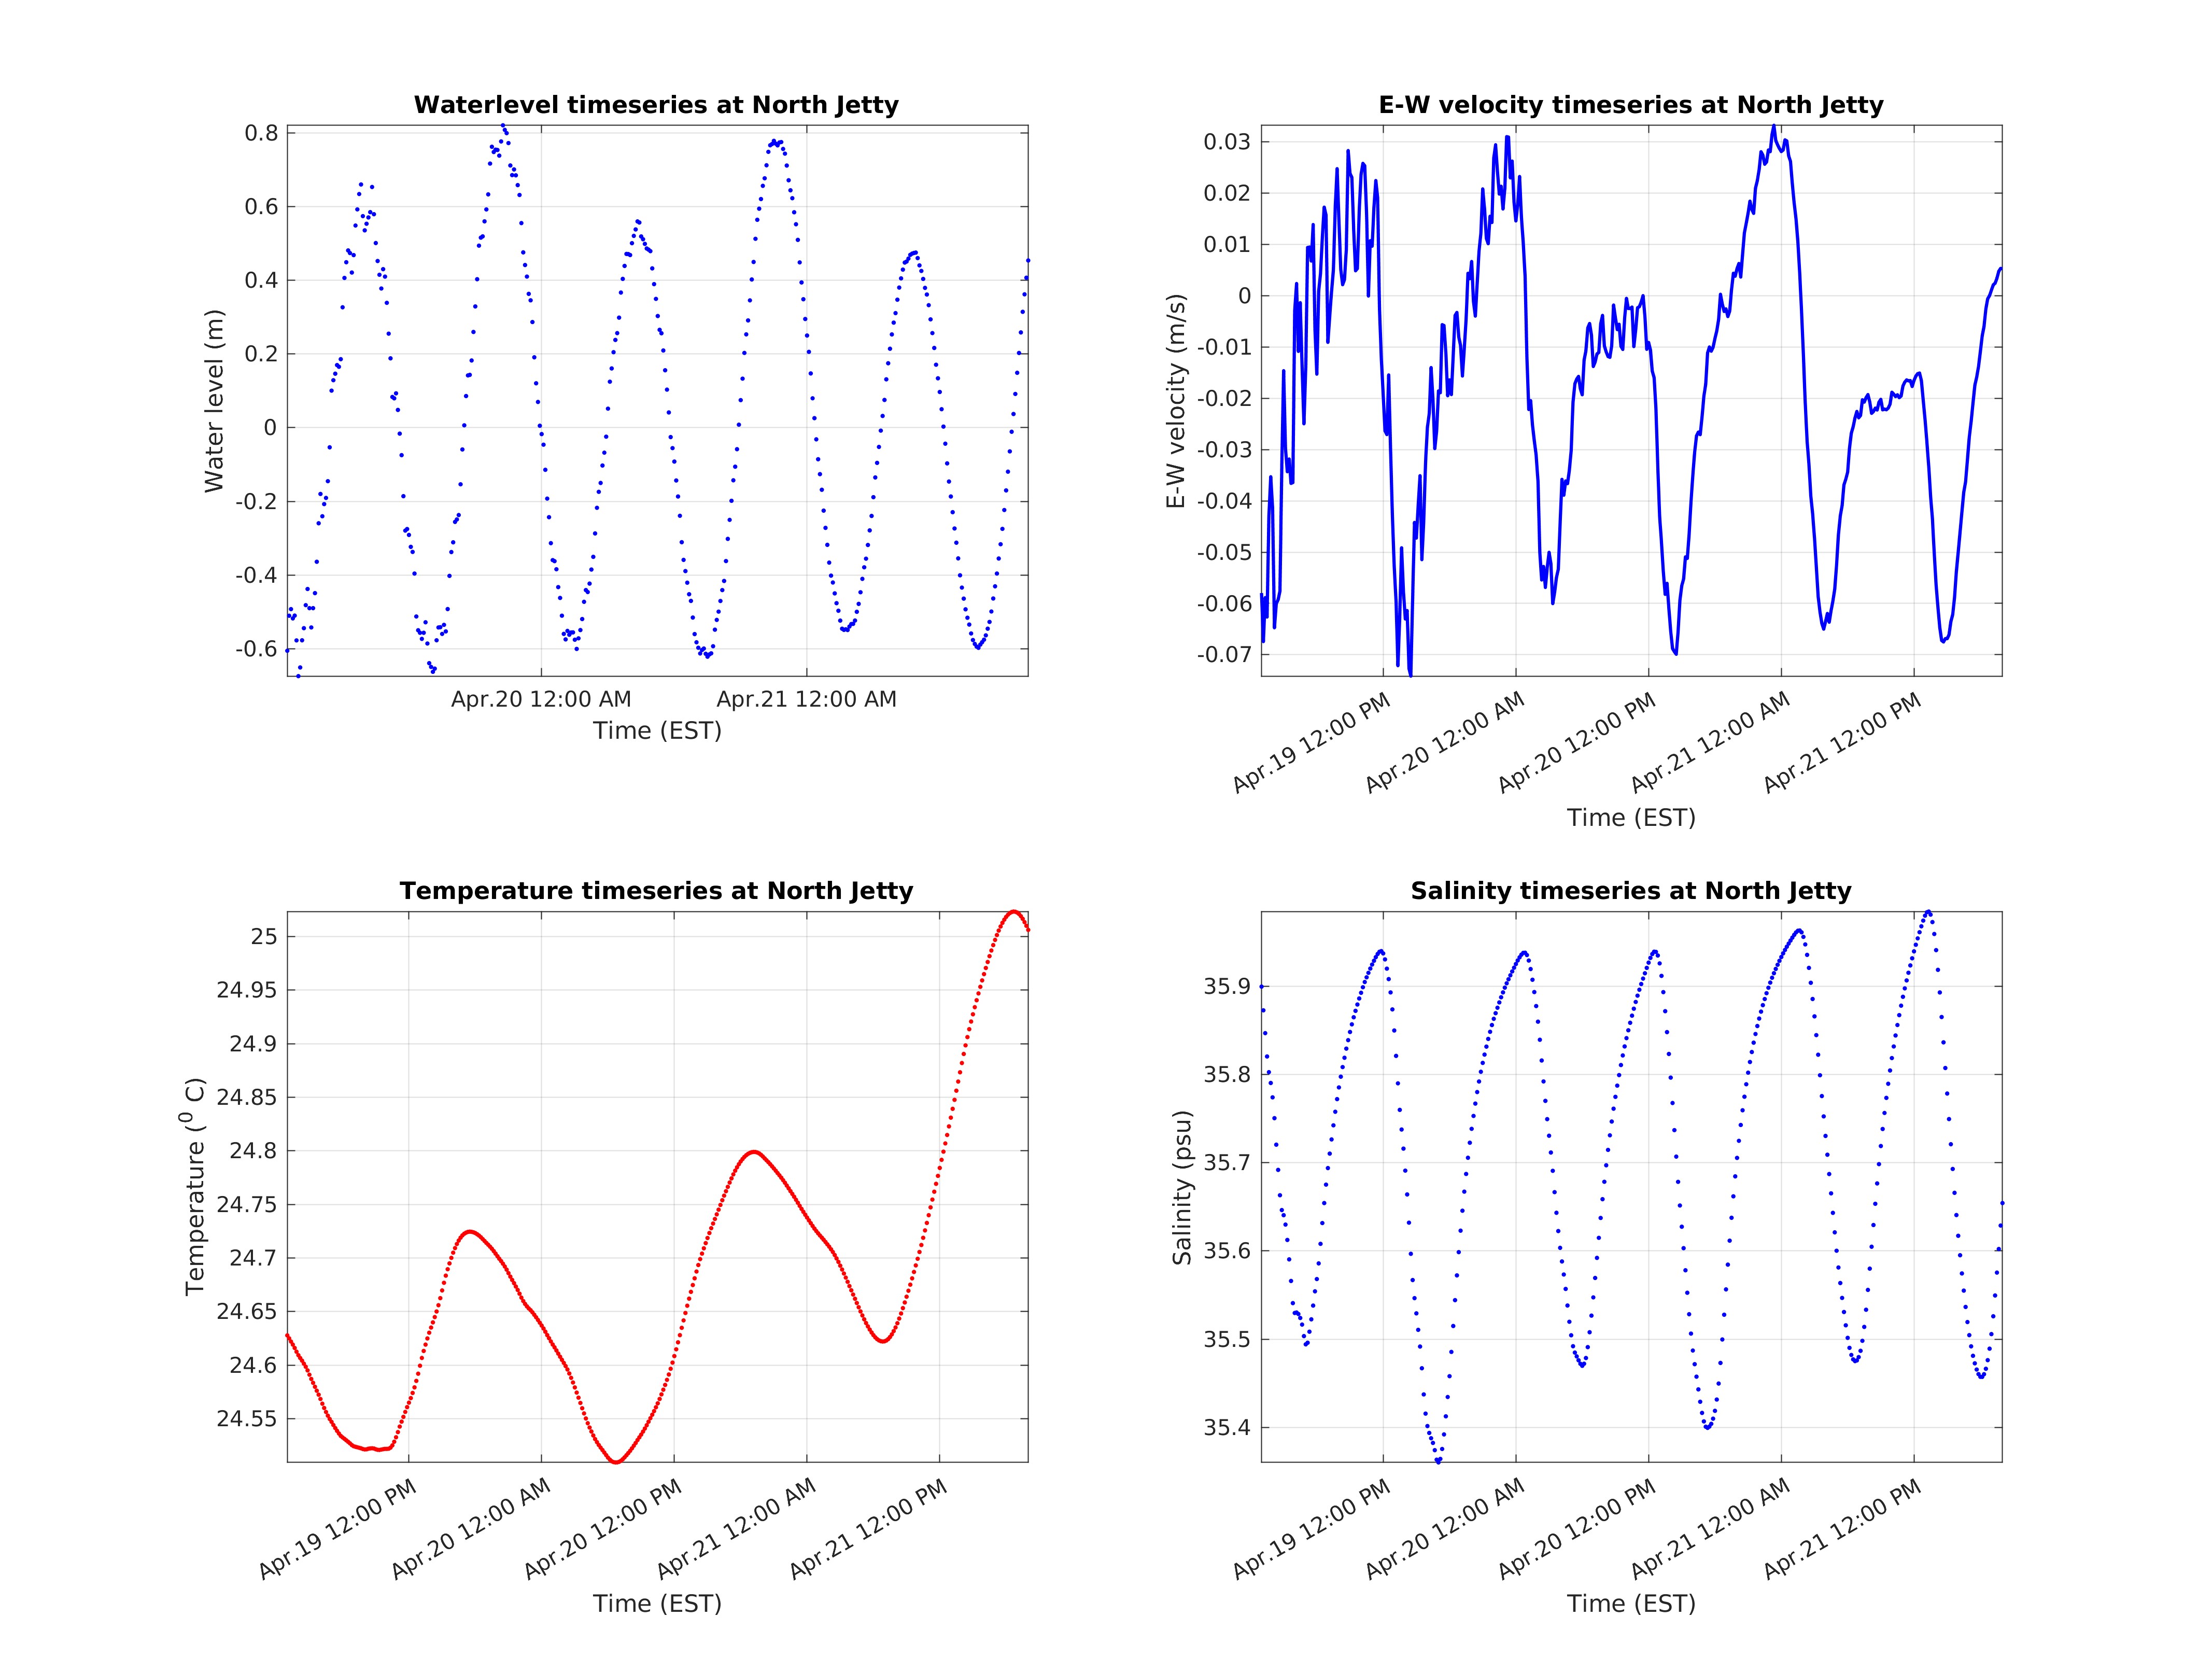 Waterlevel timeseries at North Jetty
0.8
0.6
0.4
0.2
0
-0.2
-0.4
-0.6
Water level (m)
Apr.20 12:00 AM
Apr.21 12:00 AM
Time (EST)
E-W velocity timeseries at North Jetty
0.03
0.02
0.01
0
-0.01
-0.02
-0.03
-0.04
-0.05
-0.06
-0.07
E-W velocity (m/s)
Apr.19 12:00 PM
Apr.20 12:00 AM
Apr.20 12:00 PM
Apr.21 12:00 AM
Apr.21 12:00 PM
Time (EST)
Temperature timeseries at North Jetty
25
24.95
24.9
24.85
24.8
24.75
24.7
24.65
24.6
24.55
Temperature (⁰ C)
Apr.19 12:00 PM
Apr.20 12:00 AM
Apr.20 12:00 PM
Apr.21 12:00 AM
Apr.21 12:00 PM
Time (EST)
Salinity timeseries at North Jetty
35.9
35.8
35.7
35.6
35.5
35.4
Salinity (psu)
Apr.19 12:00 PM
Apr.20 12:00 AM
Apr.20 12:00 PM
Apr.21 12:00 AM
Apr.21 12:00 PM
Time (EST)